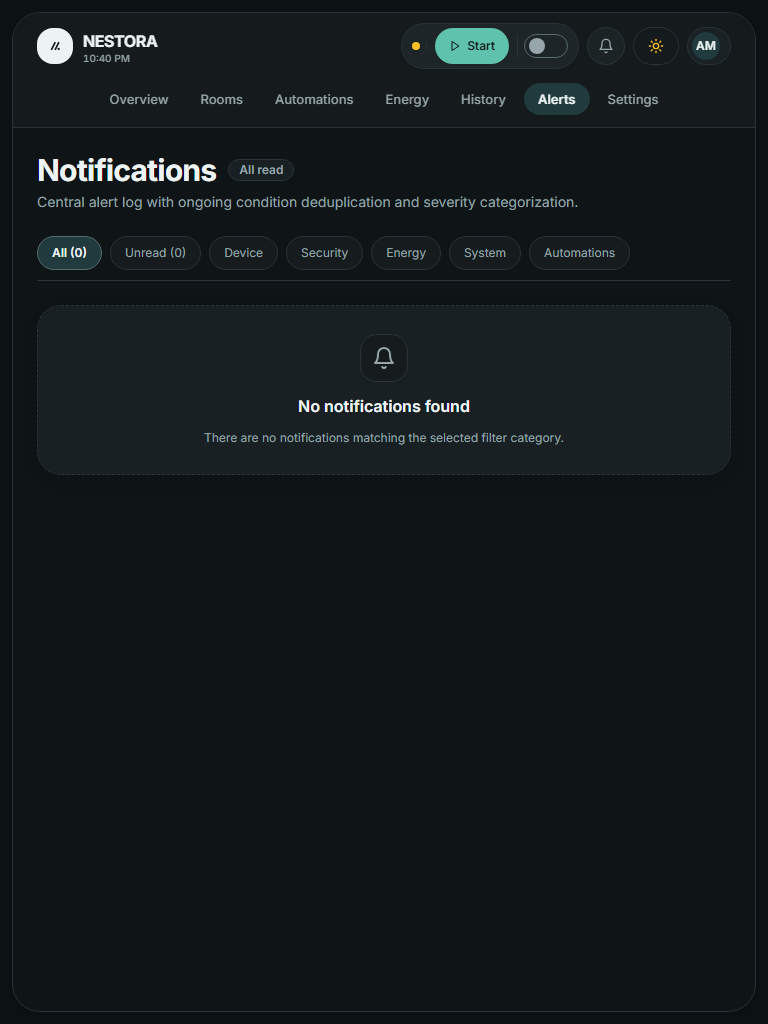 NESTORA
10:40 PM
Start
AM
Overview Rooms Automations Energy History Alerts Settings
Notifications All read
Central alert log with ongoing condition deduplication and severity categorization.
All (0) Unread (0) Device Security Energy System Automations
No notifications found
There are no notifications matching the selected filter category.